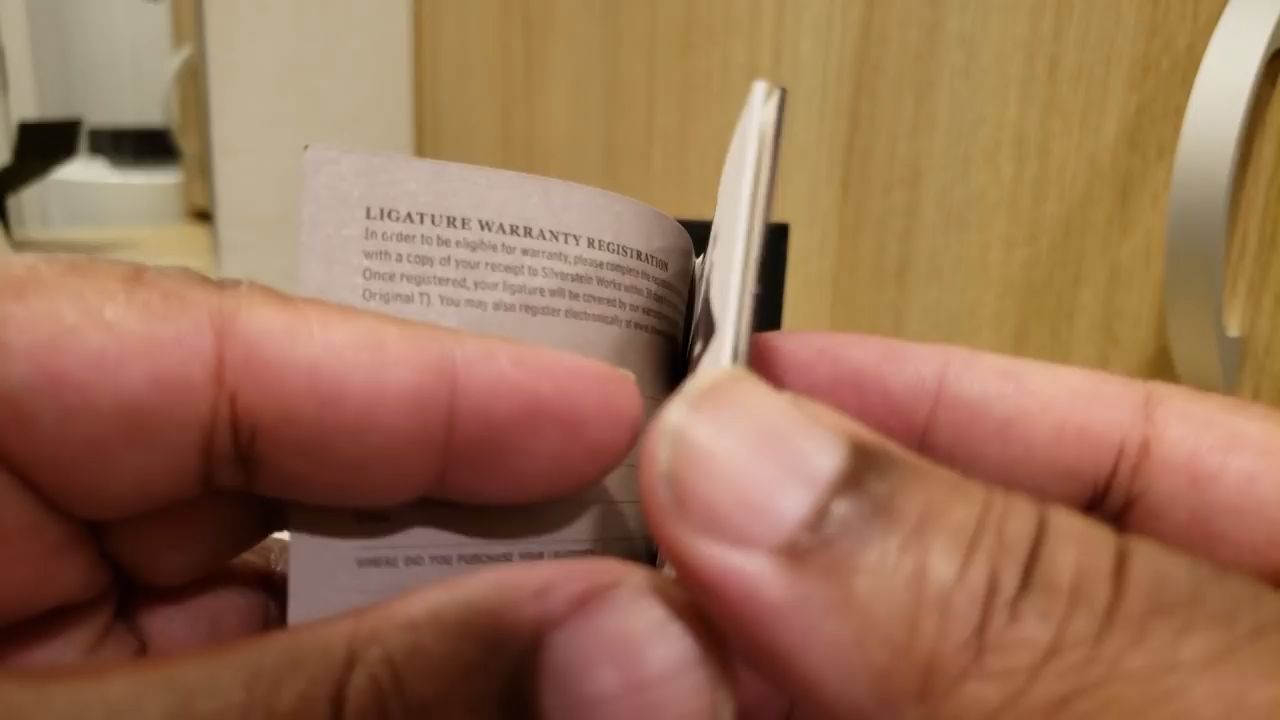 LIGATURE WARRANTY REGISTRATION
In order to be eligible for warranty, please complete the
with a copy of your receipt to Silverstein Works within 30
Once registered, your ligature will be covered by our
Original T). You may also register electronically at
WHERE DID YOU PURCHASE YOUR